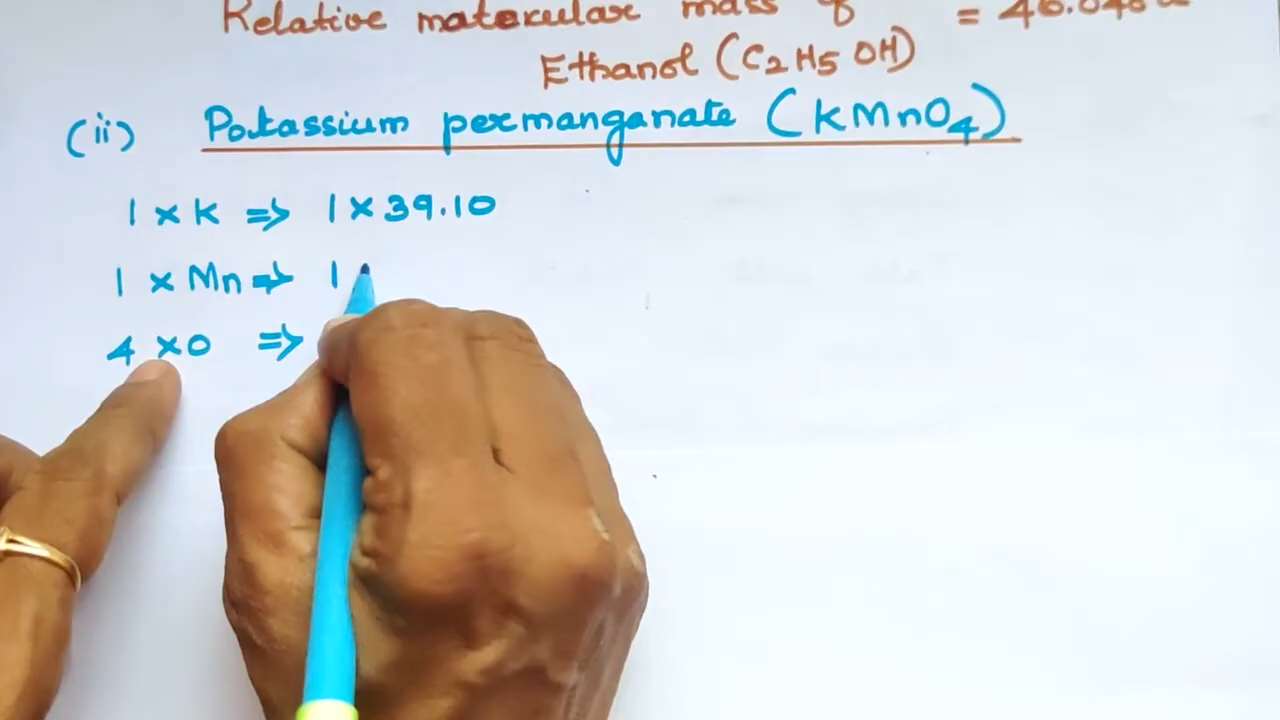 Relative molecular mass of = 46.048u
Ethanol (C2H5OH)
(ii) Potassium permanganate (KMnO4)
1 × K ⇒ 1 × 39.10
1 × Mn ⇒ 1
4 × O ⇒